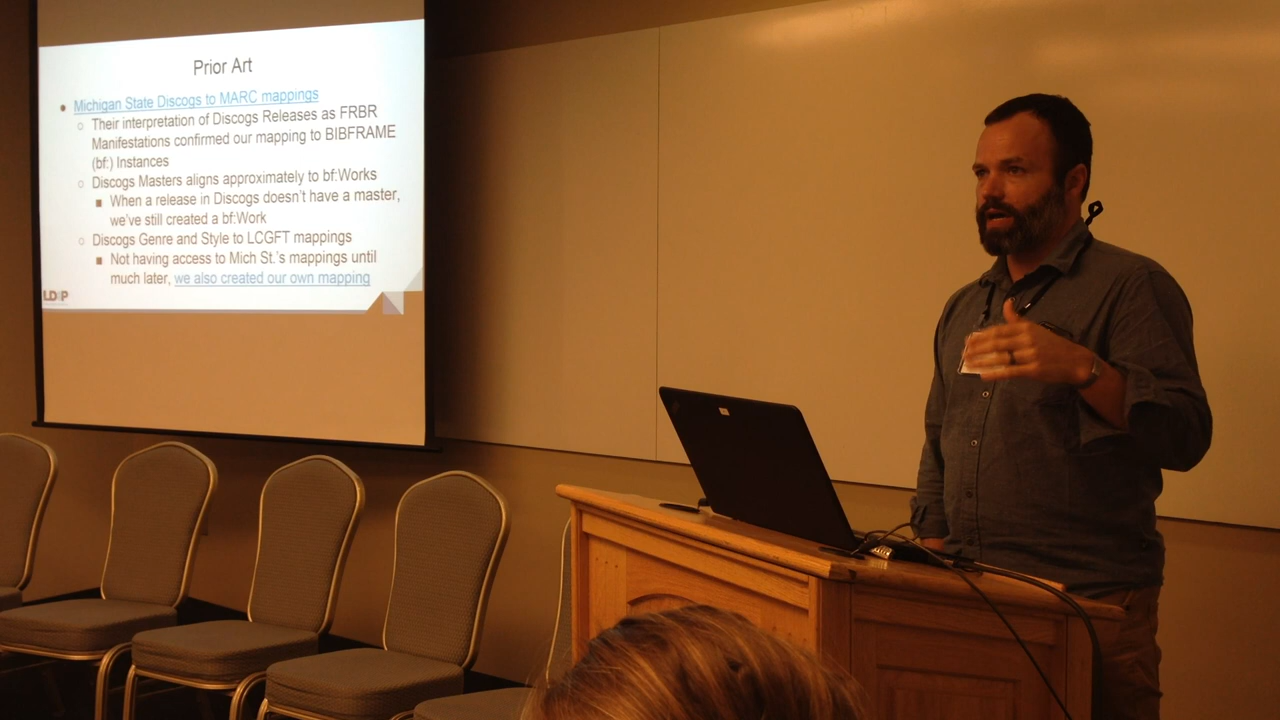 Prior Art
● Michigan State Discogs to MARC mappings
○ Their interpretation of Discogs Releases as FRBR
Manifestations confirmed our mapping to BIBFRAME
(bf:) Instances
○ Discogs Masters aligns approximately to bf:Works
■ When a release in Discogs doesn't have a master,
we've still created a bf:Work
○ Discogs Genre and Style to LCGFT mappings
■ Not having access to Mich St.'s mappings until
much later, we also created our own mapping
LD4P